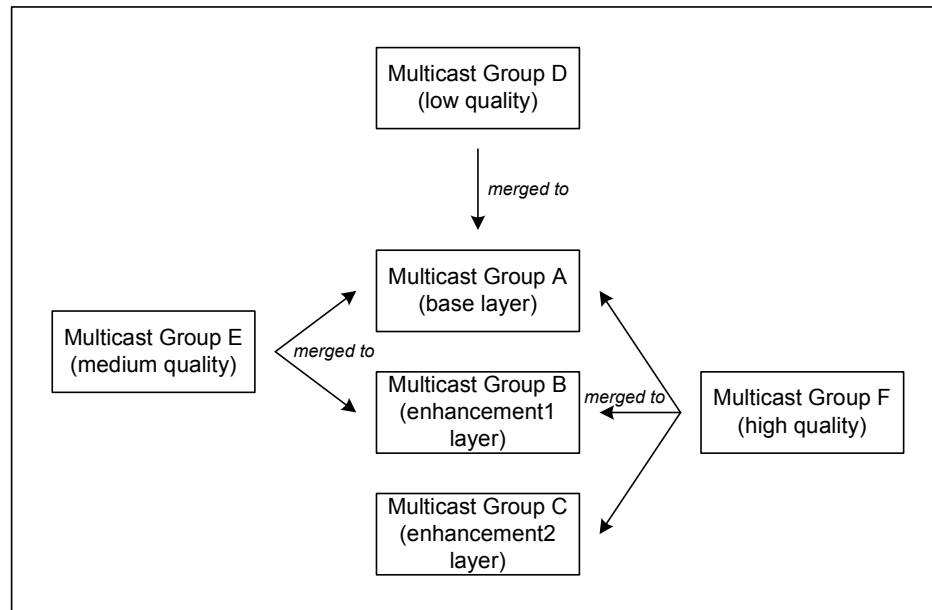 Multicast Group D
(low quality)
merged to
Multicast Group A
(base layer)
Multicast Group E
(medium quality)
merged to
Multicast Group B
(enhancement1
layer)
merged to
Multicast Group F
(high quality)
Multicast Group C
(enhancement2
layer)